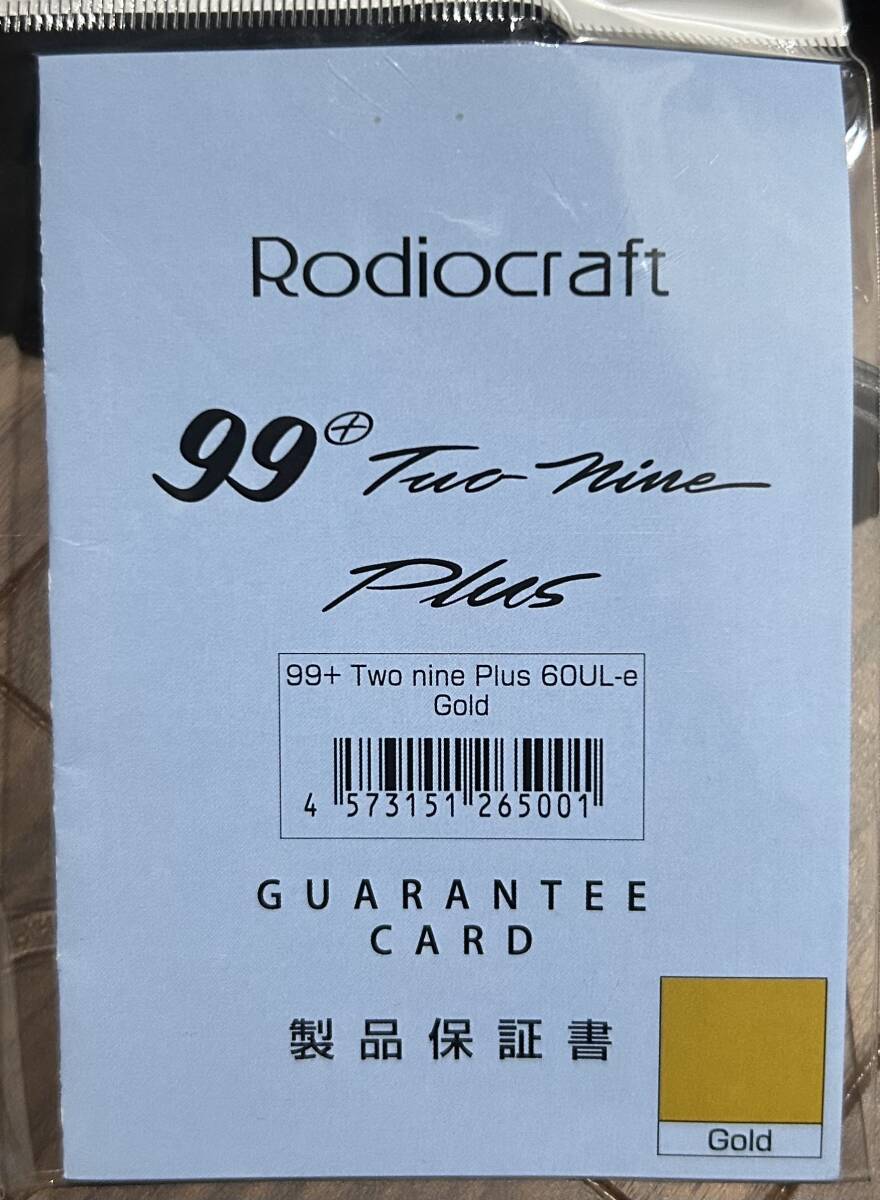 Rodiocraft
99⊕ Two nine
Plus
99+ Two nine Plus 60UL-e
Gold
4 573151 265001
GUARANTEE
CARD
製品保証書
Gold